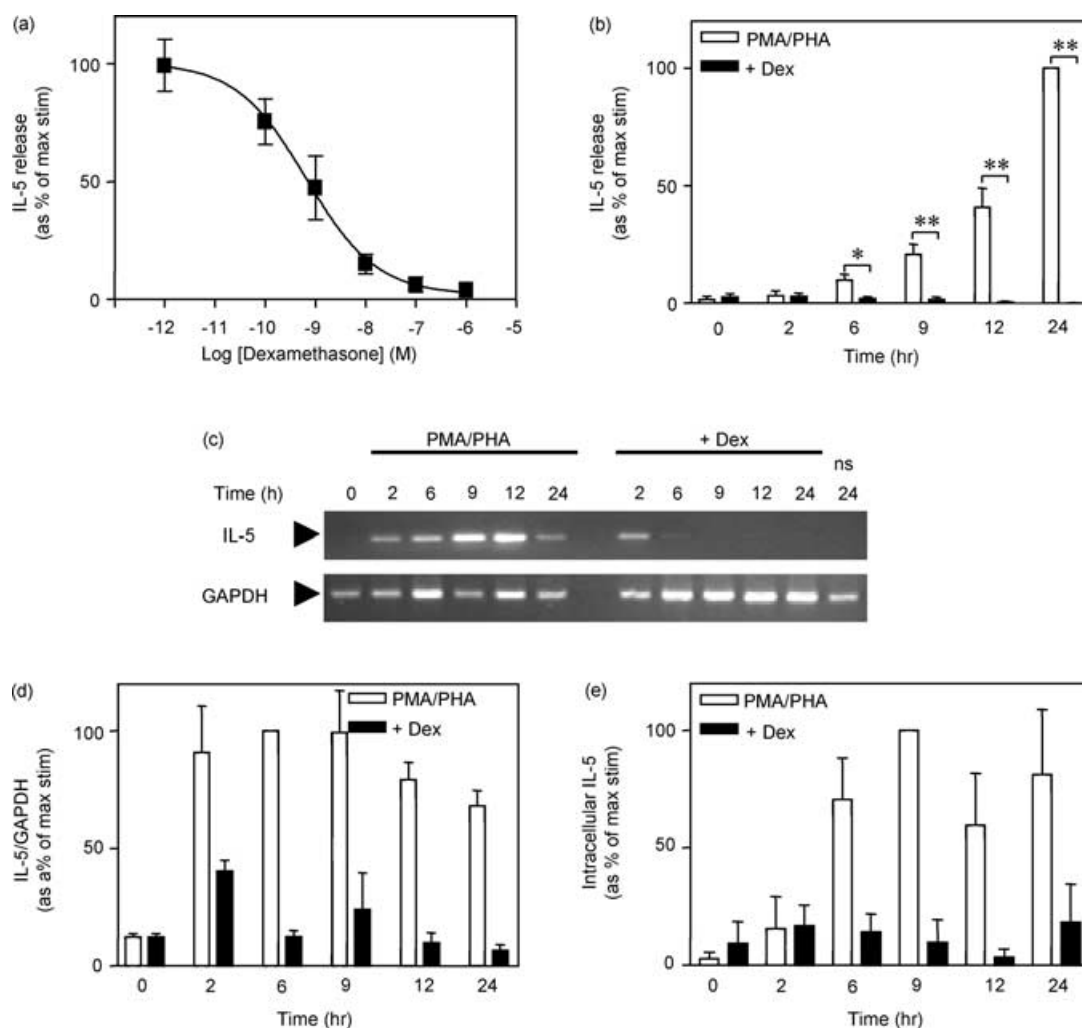 (a)
IL-5 release
(as % of max stim)
100
50
0
-12 -11 -10 -9 -8 -7 -6 -5
Log [Dexamethasone] (M)
(b)
PMA/PHA
+ Dex
IL-5 release
(as % of max stim)
100
50
0
* ** ** **
0 2 6 9 12 24
Time (hr)
(c)
PMA/PHA + Dex
ns
Time (h) 0 2 6 9 12 24 2 6 9 12 24 24
IL-5
GAPDH
(d)
PMA/PHA
+ Dex
IL-5/GAPDH
(as a% of max stim)
100
50
0
0 2 6 9 12 24
Time (hr)
(e)
PMA/PHA
+ Dex
Intracellular IL-5
(as % of max stim)
100
50
0
0 2 6 9 12 24
Time (hr)